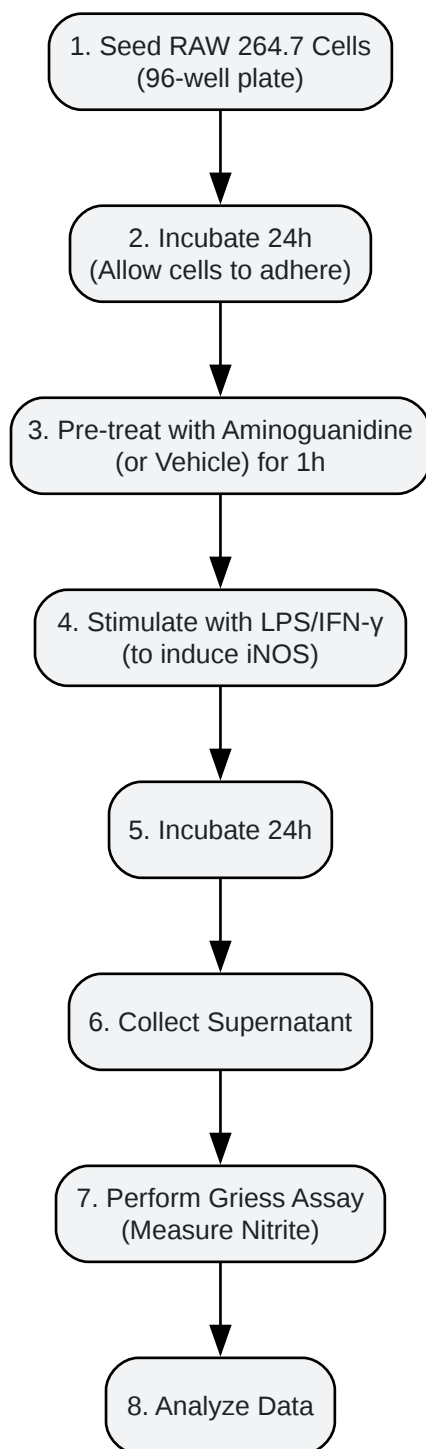 1. Seed RAW 264.7 Cells
(96-well plate)
2. Incubate 24h
(Allow cells to adhere)
3. Pre-treat with Aminoguanidine
(or Vehicle) for 1h
4. Stimulate with LPS/IFN-γ
(to induce iNOS)
5. Incubate 24h
6. Collect Supernatant
7. Perform Griess Assay
(Measure Nitrite)
8. Analyze Data